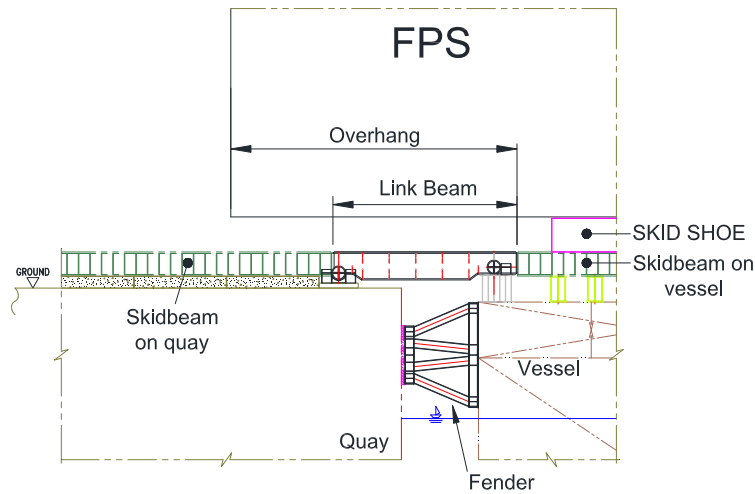 FPS
Overhang
Link Beam
SKID SHOE
Skidbeam on
vessel
GROUND
Skidbeam
on quay
Vessel
Quay
Fender